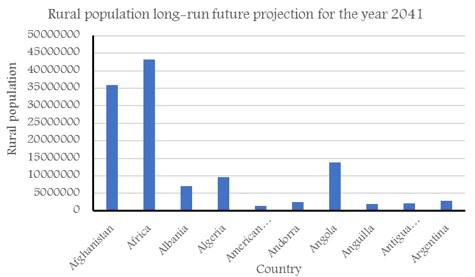 Rural population long-run future projection for the year 2041
Rural population
50000000
45000000
40000000
35000000
30000000
25000000
20000000
15000000
10000000
5000000
0
Afghanistan
Africa
Albania
Algeria
American…
Andorra
Angola
Anguilla
Antigua…
Argentina
Country